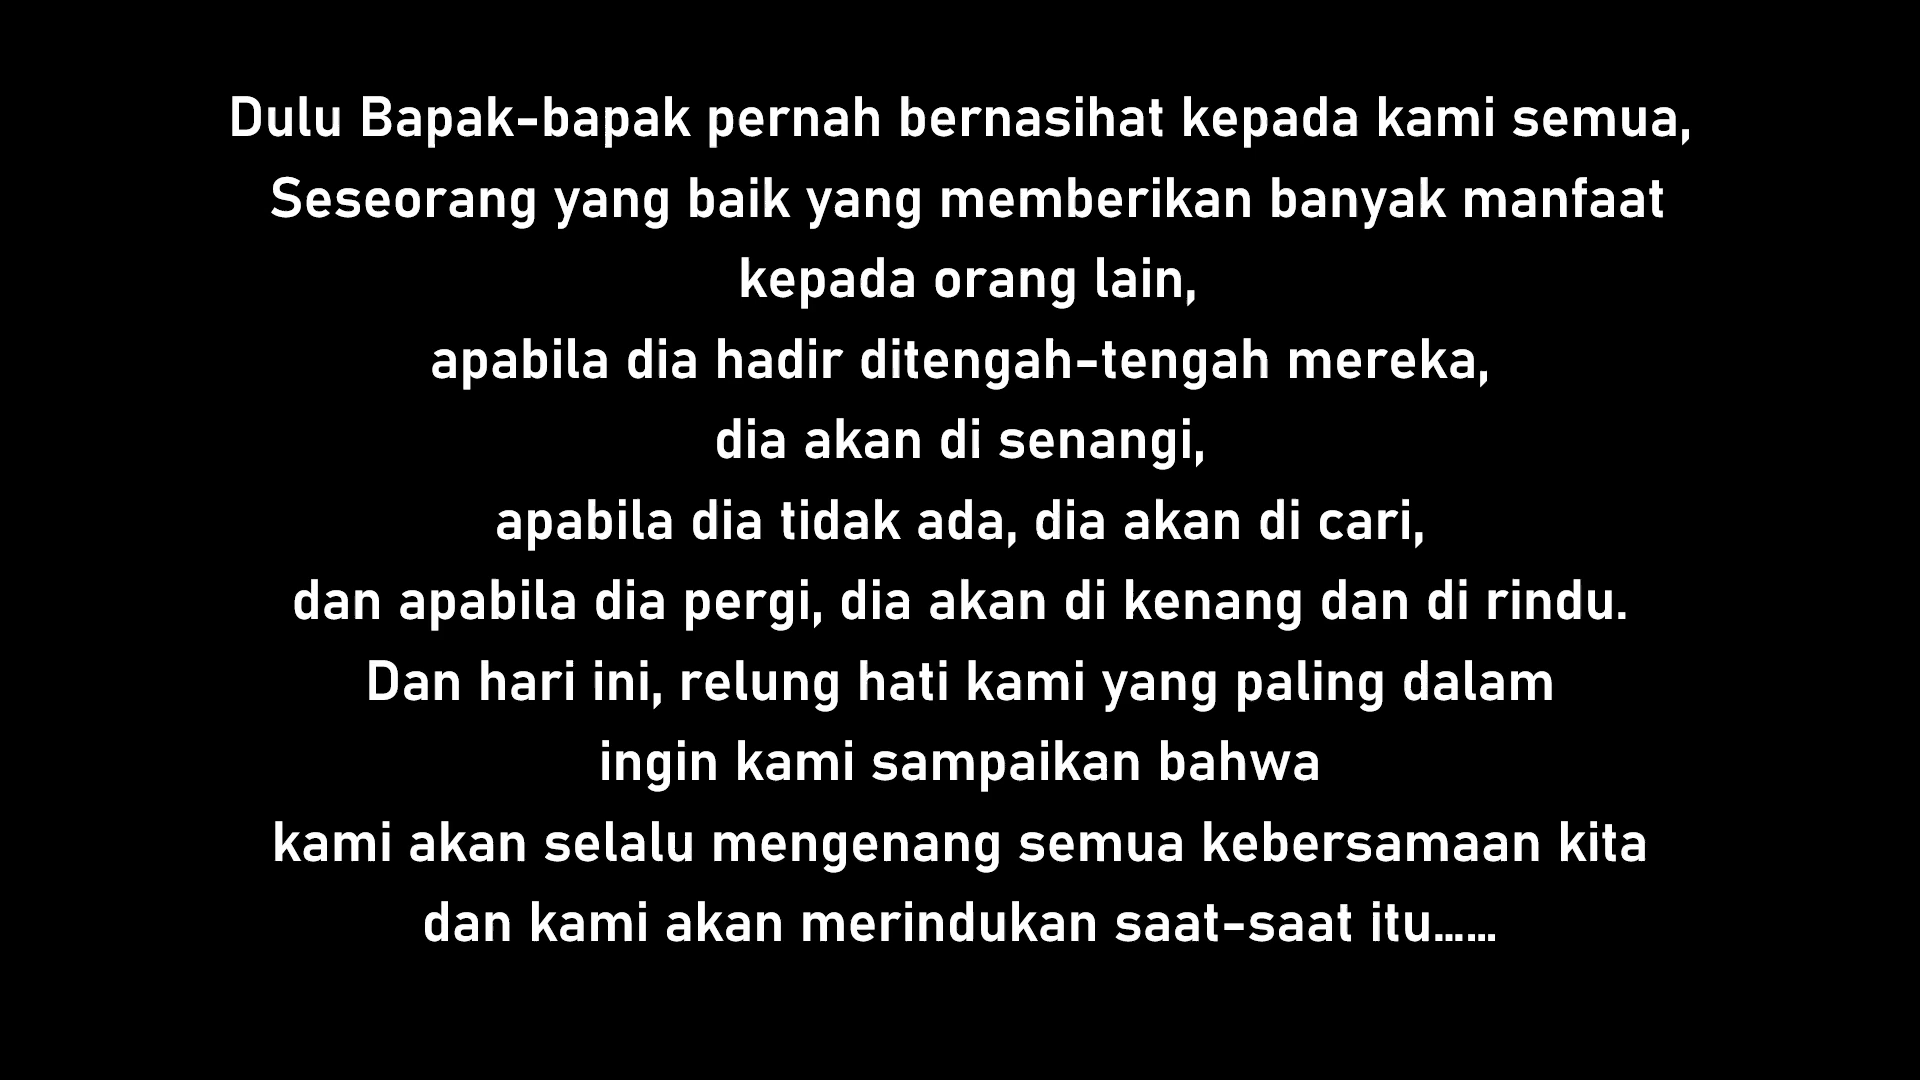 Dulu Bapak-bapak pernah bernasihat kepada kami semua,
Seseorang yang baik yang memberikan banyak manfaat
kepada orang lain,
apabila dia hadir ditengah-tengah mereka,
dia akan di senangi,
apabila dia tidak ada, dia akan di cari,
dan apabila dia pergi, dia akan di kenang dan di rindu.
Dan hari ini, relung hati kami yang paling dalam
ingin kami sampaikan bahwa
kami akan selalu mengenang semua kebersamaan kita
dan kami akan merindukan saat-saat itu......